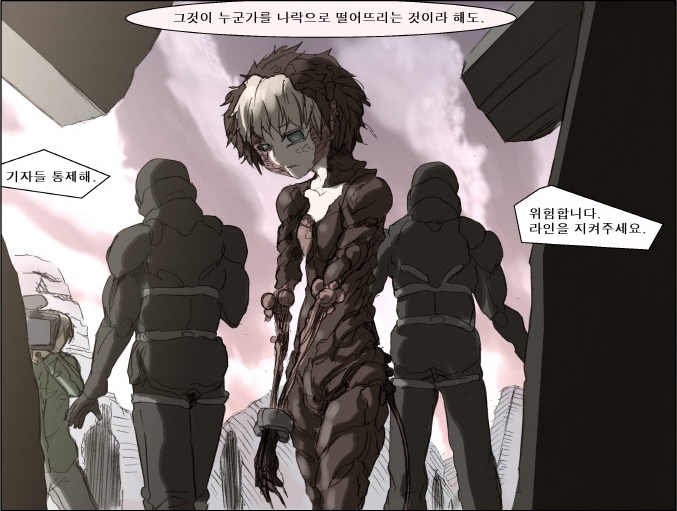 그것이 누군가를 나락으로 떨어뜨리는 것이라 해도.
기자들 통제해.
위험합니다.
라인을 지켜주세요.